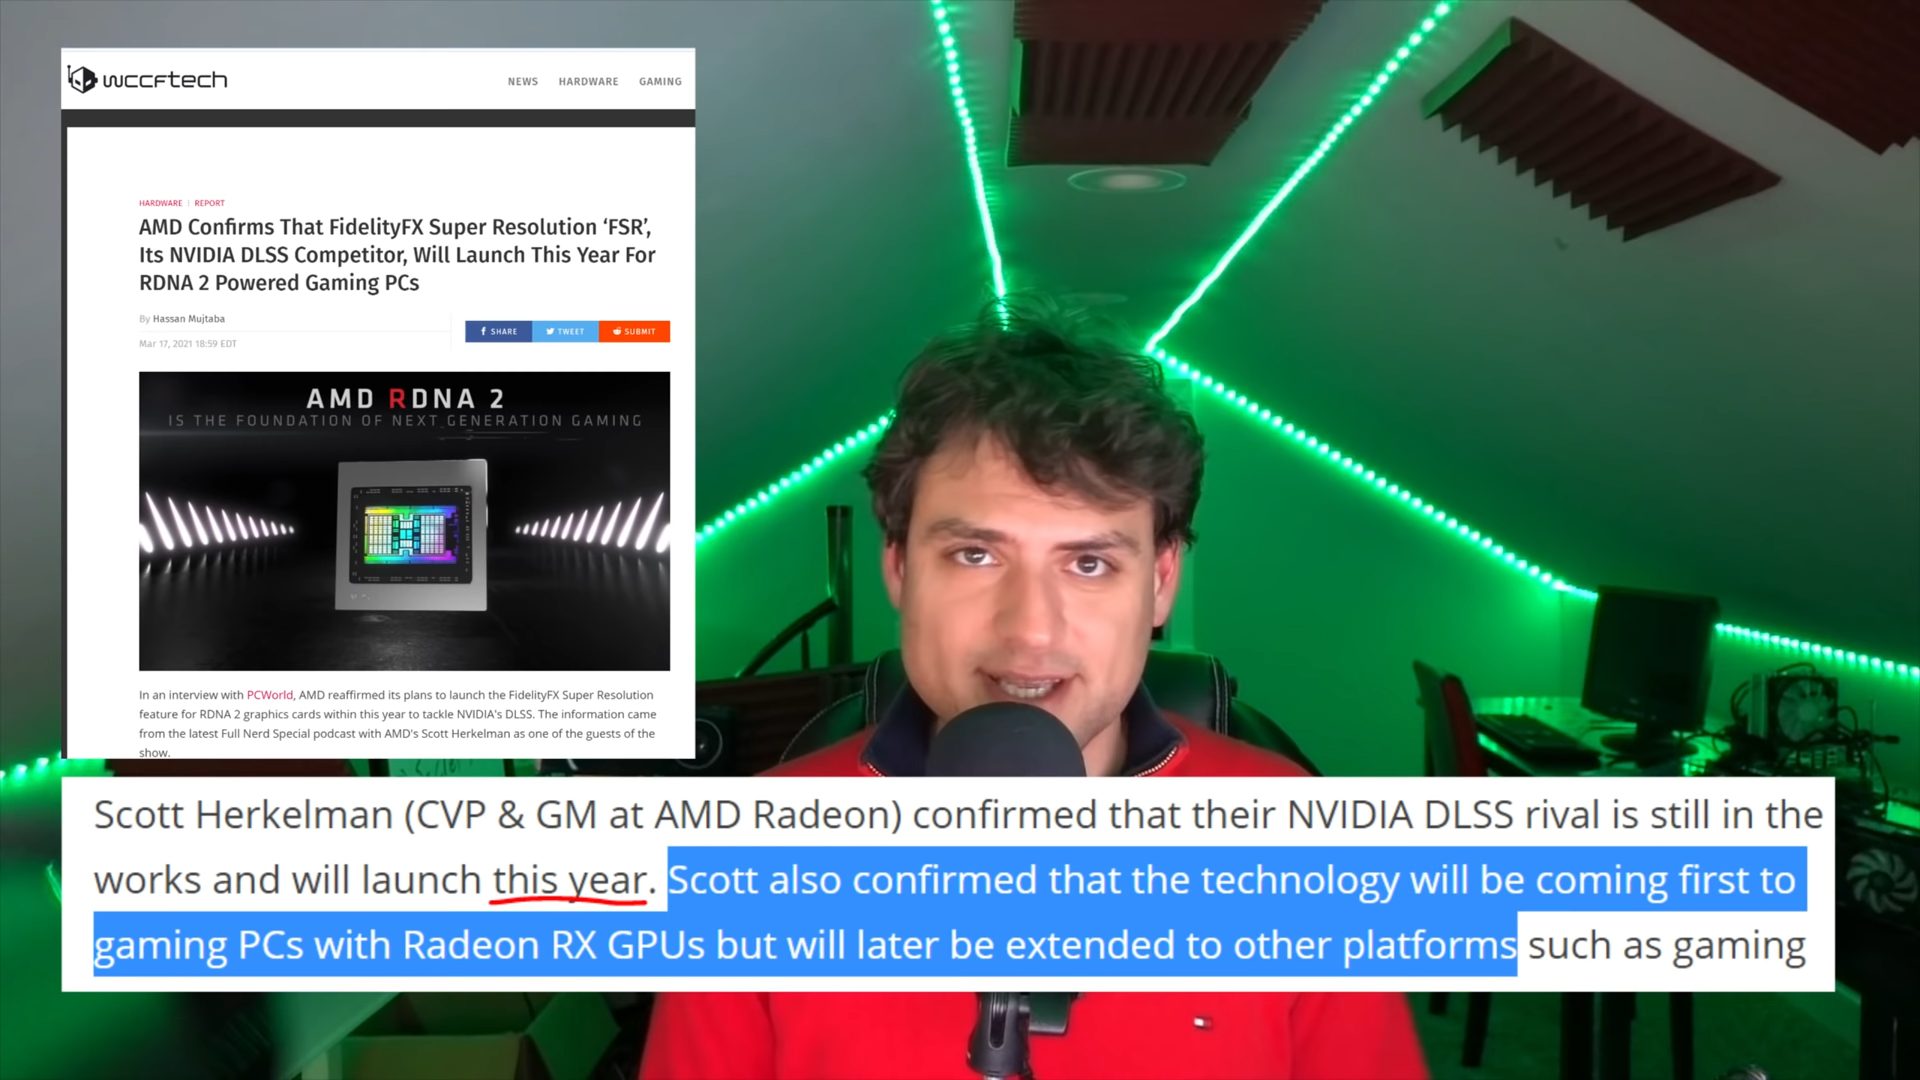 wccftech
NEWS HARDWARE GAMING
HARDWARE | REPORT
AMD Confirms That FidelityFX Super Resolution ‘FSR’,
Its NVIDIA DLSS Competitor, Will Launch This Year For
RDNA 2 Powered Gaming PCs
By Hassan Mujtaba
Mar 17, 2021 18:59 EDT
SHARE TWEET SUBMIT
AMD RDNA 2
IS THE FOUNDATION OF NEXT GENERATION GAMING
In an interview with PCWorld, AMD reaffirmed its plans to launch the FidelityFX Super Resolution
feature for RDNA 2 graphics cards within this year to tackle NVIDIA's DLSS. The information came
from the latest Full Nerd Special podcast with AMD's Scott Herkelman as one of the guests of the
show.
Scott Herkelman (CVP & GM at AMD Radeon) confirmed that their NVIDIA DLSS rival is still in the
works and will launch this year. Scott also confirmed that the technology will be coming first to
gaming PCs with Radeon RX GPUs but will later be extended to other platforms such as gaming